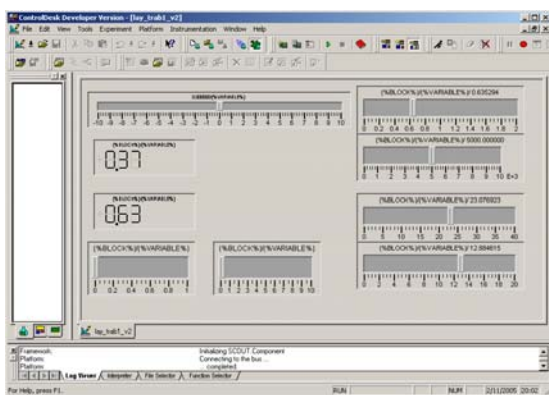 ControlDesk Developer Version - [lay_trab1_v2]
File Edit View Tools Experiment Platform Instrumentation Window Help
(%BLOCK%)/(%VARIABLE%)/0.635294
-10 -9 -8 -7 -6 -5 -4 -3 -2 -1 0 1 2 3 4 5 6 7 8 9 10
0 0.2 0.4 0.6 0.8 1 1.2 1.4 1.6 1.8 2
(%BLOCK%)/(%VARIABLE%)
0.37
(%BLOCK%)/(%VARIABLE%)/5000.000000
0 1 2 3 4 5 6 7 8 9 10 E+3
(%BLOCK%)/(%VARIABLE%)
0.63
(%BLOCK%)/(%VARIABLE%)/23.076923
0 5 10 15 20 25 30 35 40
(%BLOCK%)/(%VARIABLE%)
(%BLOCK%)/(%VARIABLE%)
(%BLOCK%)/(%VARIABLE%)/12.884615
0 0.2 0.4 0.6 0.8 1
0 1 2 3 4 5 6 7 8 9 10
0 2 4 6 8 10 12 14 16 18 20
lay_trab1_v2
Framework: Initializing SCOUT Component
Platform: Connecting to the bus ...
Platform: ... completed.
Log Viewer Interpreter File Selector Function Selector
For Help, press F1. RUN NUM 2/11/2005 20:02